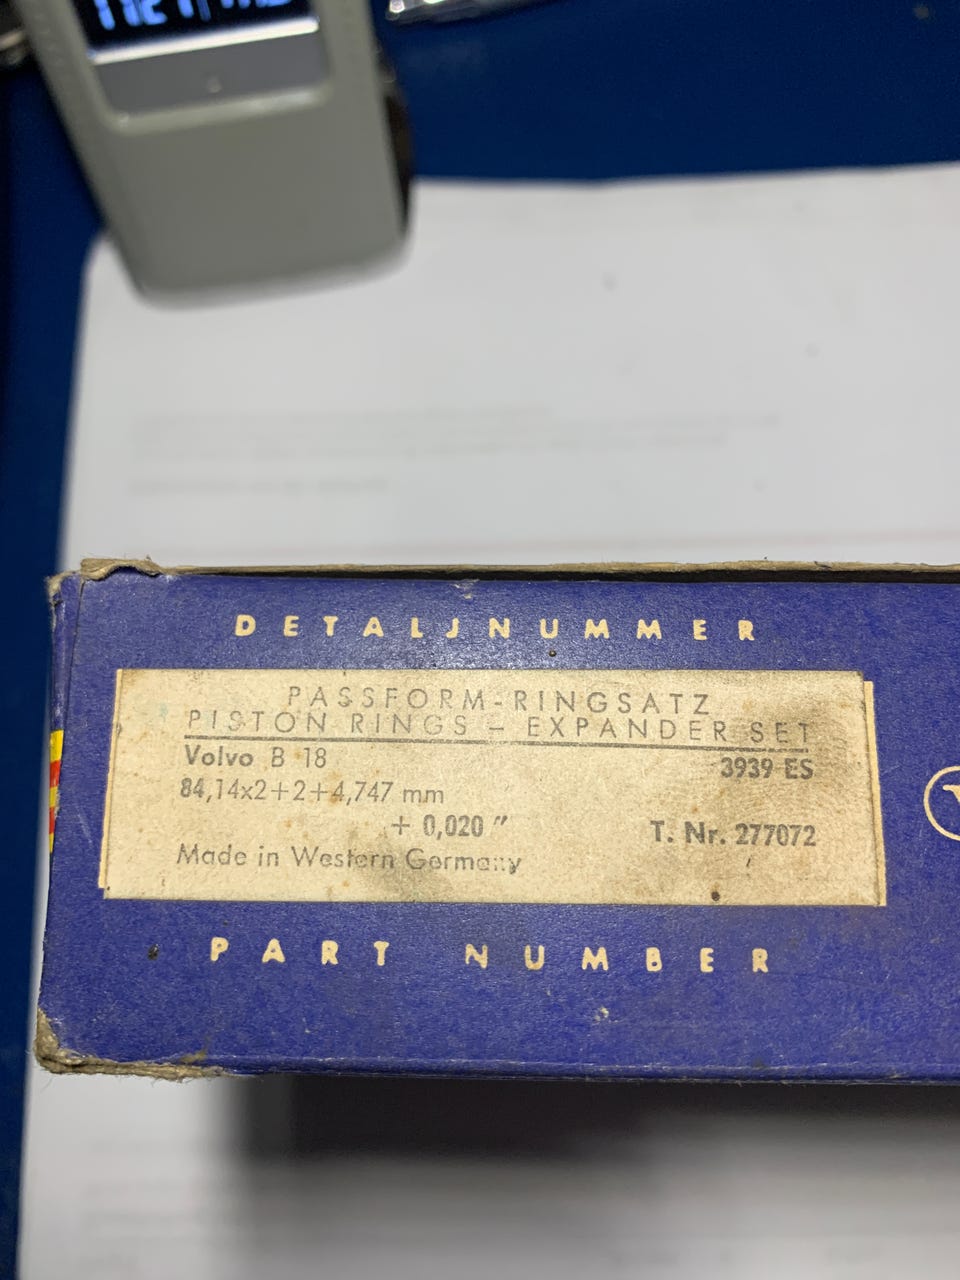 DETALJNUMMER
PASSFORM-RINGSATZ
PISTON RINGS – EXPANDER SET
Volvo B 18
3939 ES
84,14x2+2+4,747 mm
+ 0,020 ″
T. Nr. 277072
Made in Western Germany
PART NUMBER